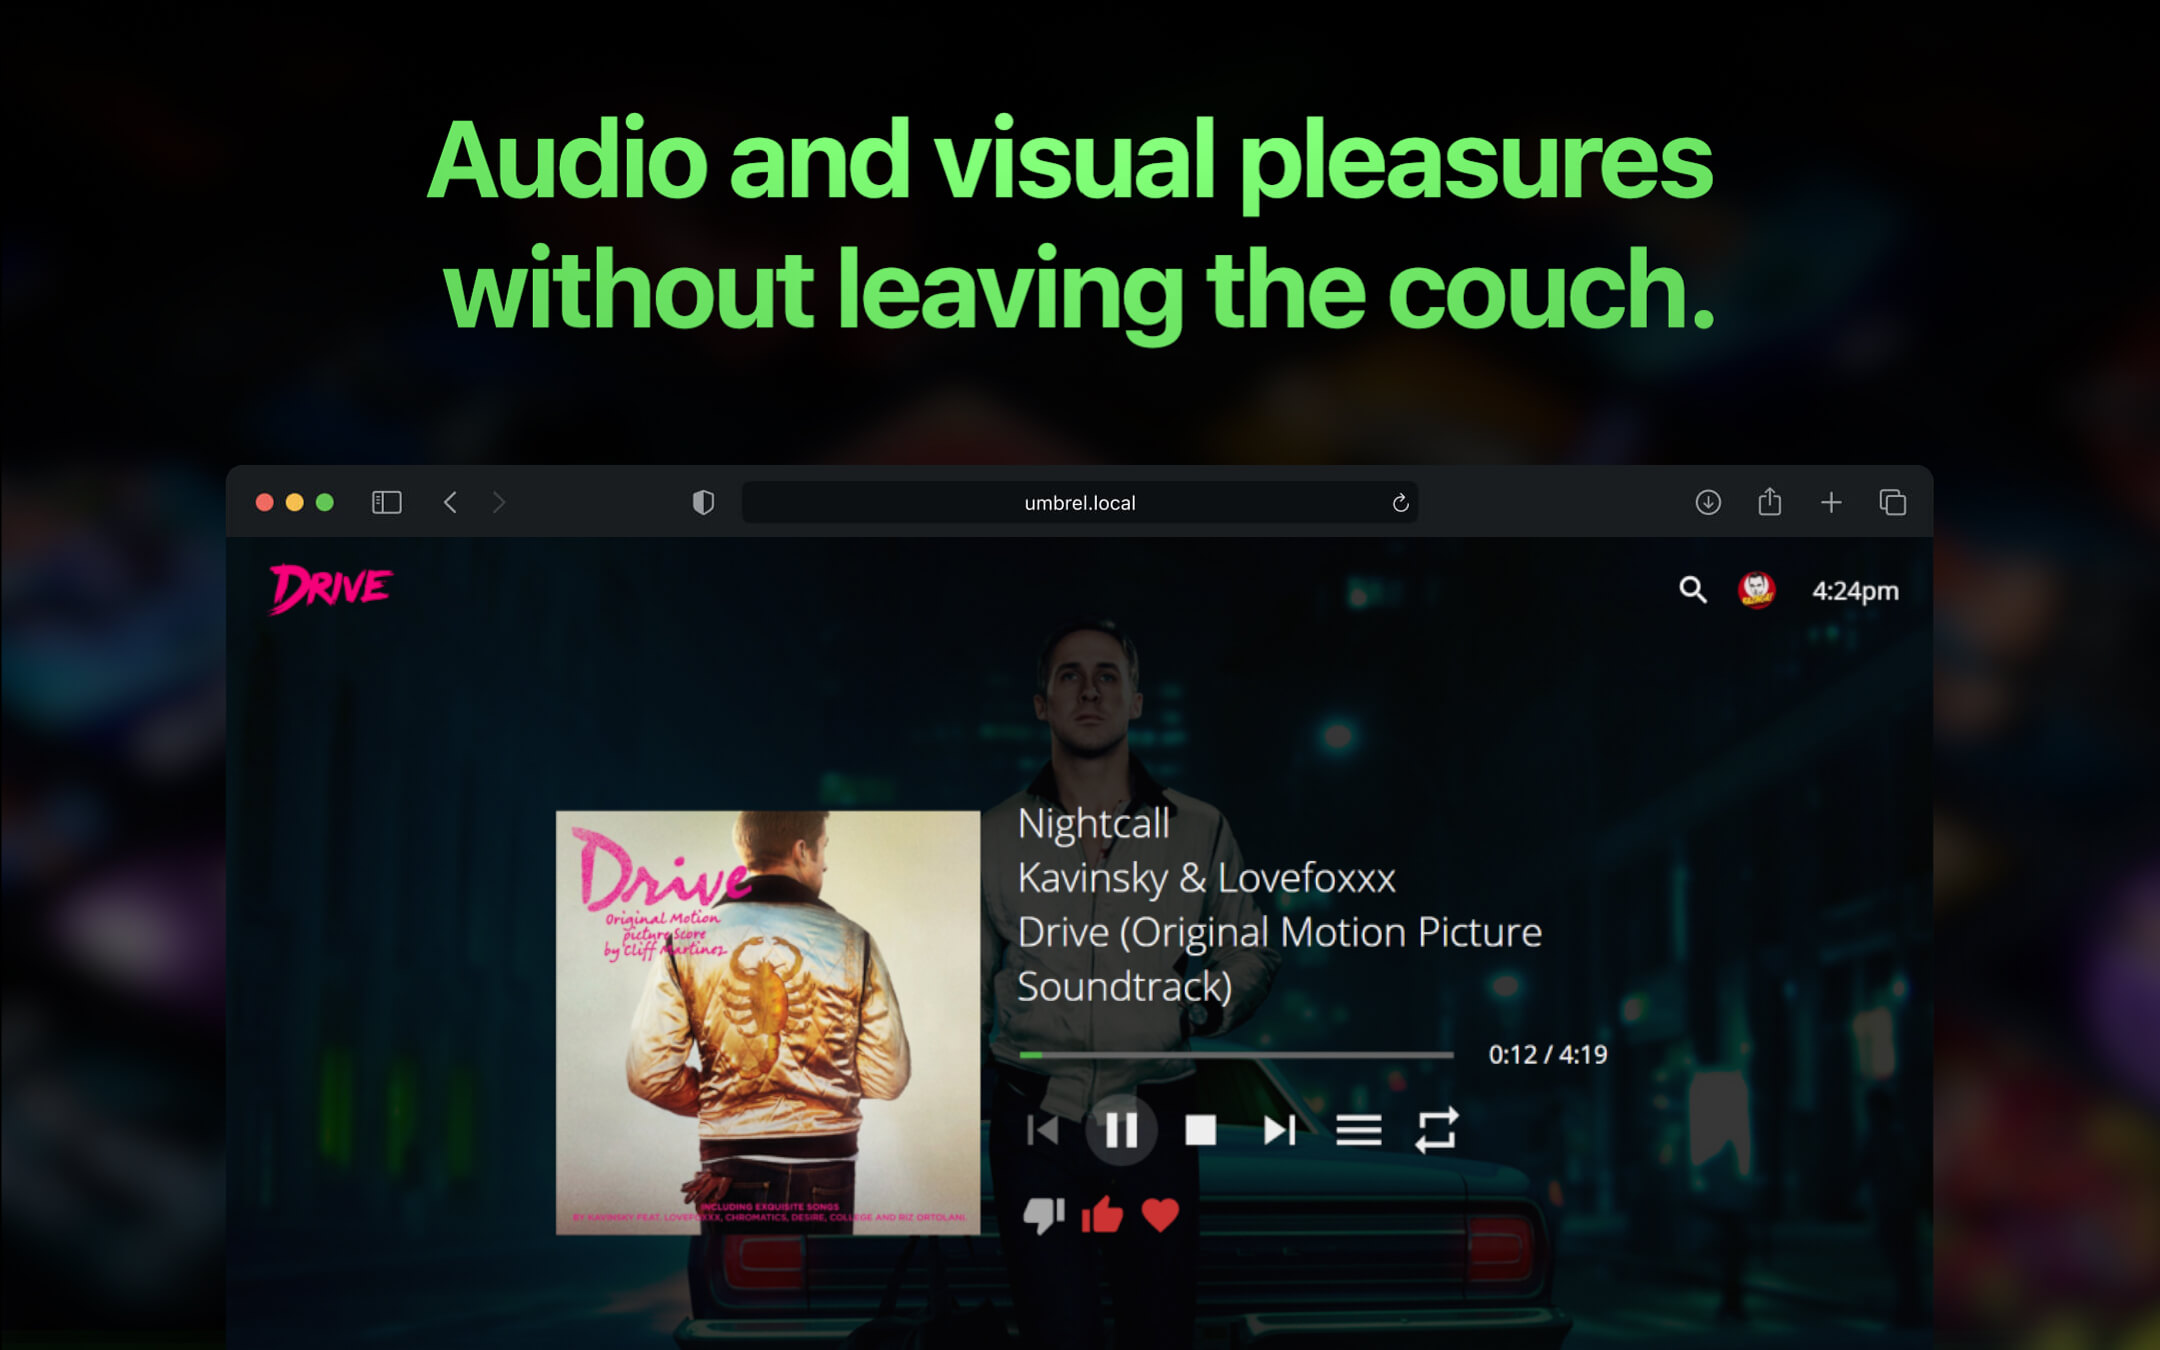 Audio and visual pleasures
without leaving the couch.
umbrel.local
DRIVE
4:24pm
Drive
Original Motion
picture Score
by Cliff Martinez
INCLUDING EXQUISITE SONGS
BY KAVINSKY FEAT. LOVEFOXXX, CHROMATICS, DESIRE, COLLEGE AND RIZ ORTOLANI.
Nightcall
Kavinsky & Lovefoxxx
Drive (Original Motion Picture
Soundtrack)
0:12 / 4:19